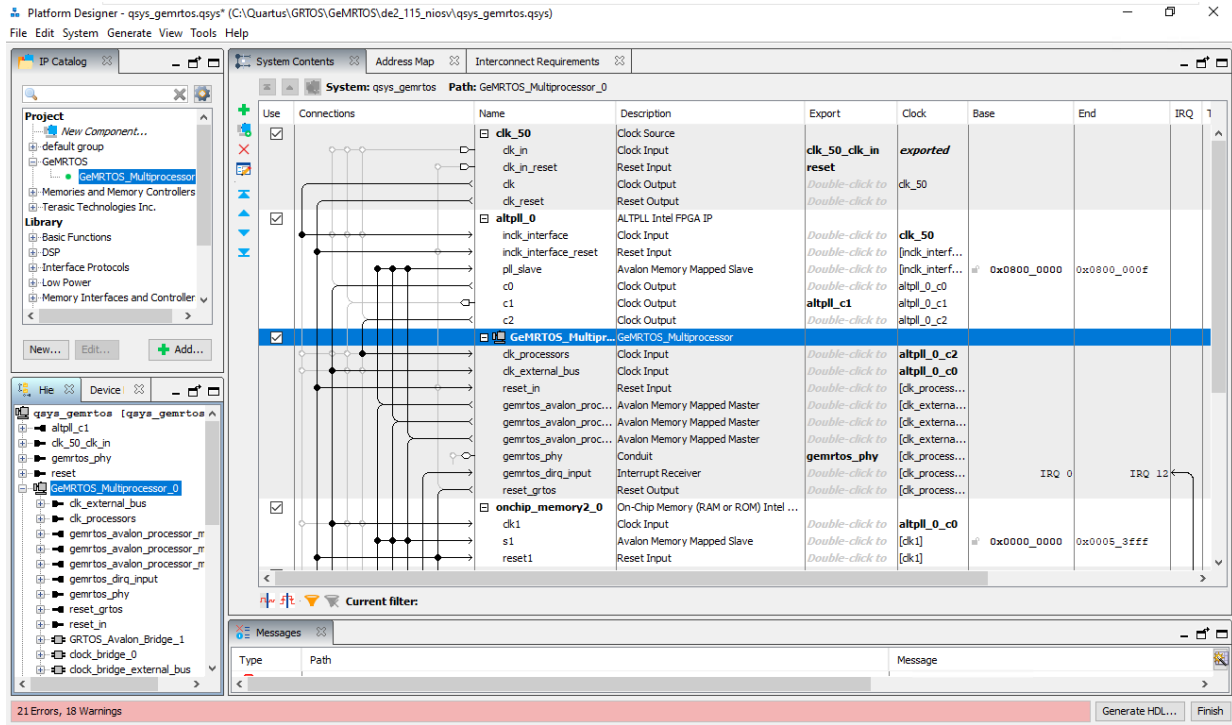 Platform Designer - qsys_gemrtos.qsys* (C:\Quartus\GRTOS\GeMRTOS\de2_115_niosv\qsys_gemrtos.qsys)
File Edit System Generate View Tools Help
IP Catalog
Project
New Component...
default group
GeMRTOS
GeMRTOS_Multiprocessor
Memories and Memory Controllers
Terasic Technologies Inc.
Library
Basic Functions
DSP
Interface Protocols
Low Power
Memory Interfaces and Controller
New... Edit... Add...
Hie Device
qsys_gemrtos [qsys_gemrtos
altpll_c1
clk_50_clk_in
gemrtos_phy
reset
GeMRTOS_Multiprocessor_0
clk_external_bus
clk_processors
gemrtos_avalon_processor_m
gemrtos_avalon_processor_m
gemrtos_avalon_processor_m
gemrtos_dirq_input
gemrtos_phy
reset_grtos
reset_in
GRTOS_Avalon_Bridge_1
clock_bridge_0
clock_bridge_external_bus
System Contents Address Map Interconnect Requirements
System: qsys_gemrtos Path: GeMRTOS_Multiprocessor_0
Use Connections Name Description Export Clock Base End IRQ T
clk_50 Clock Source
clk_in Clock Input clk_50_clk_in exported
clk_in_reset Reset Input reset
clk Clock Output Double-click to clk_50
clk_reset Reset Output Double-click to
altpll_0 ALTPLL Intel FPGA IP
inclk_interface Clock Input Double-click to clk_50
inclk_interface_reset Reset Input Double-click to [inclk_interf...
pll_slave Avalon Memory Mapped Slave Double-click to [inclk_interf... 0x0800_0000 0x0800_000f
c0 Clock Output Double-click to altpll_0_c0
c1 Clock Output altpll_c1 altpll_0_c1
c2 Clock Output Double-click to altpll_0_c2
GeMRTOS_Multipr... GeMRTOS_Multiprocessor
clk_processors Clock Input Double-click to altpll_0_c2
clk_external_bus Clock Input Double-click to altpll_0_c0
reset_in Reset Input Double-click to [clk_process...
gemrtos_avalon_proc... Avalon Memory Mapped Master Double-click to [clk_externa...
gemrtos_avalon_proc... Avalon Memory Mapped Master Double-click to [clk_externa...
gemrtos_avalon_proc... Avalon Memory Mapped Master Double-click to [clk_externa...
gemrtos_phy Conduit gemrtos_phy [clk_process...
gemrtos_dirq_input Interrupt Receiver Double-click to [clk_process... IRQ 0 IRQ 12
reset_grtos Reset Output Double-click to [clk_process...
onchip_memory2_0 On-Chip Memory (RAM or ROM) Intel ...
clk1 Clock Input Double-click to altpll_0_c0
s1 Avalon Memory Mapped Slave Double-click to [clk1] 0x0000_0000 0x0005_3fff
reset1 Reset Input Double-click to [clk1]
Current filter:
Messages
Type Path Message
21 Errors, 18 Warnings
Generate HDL... Finish